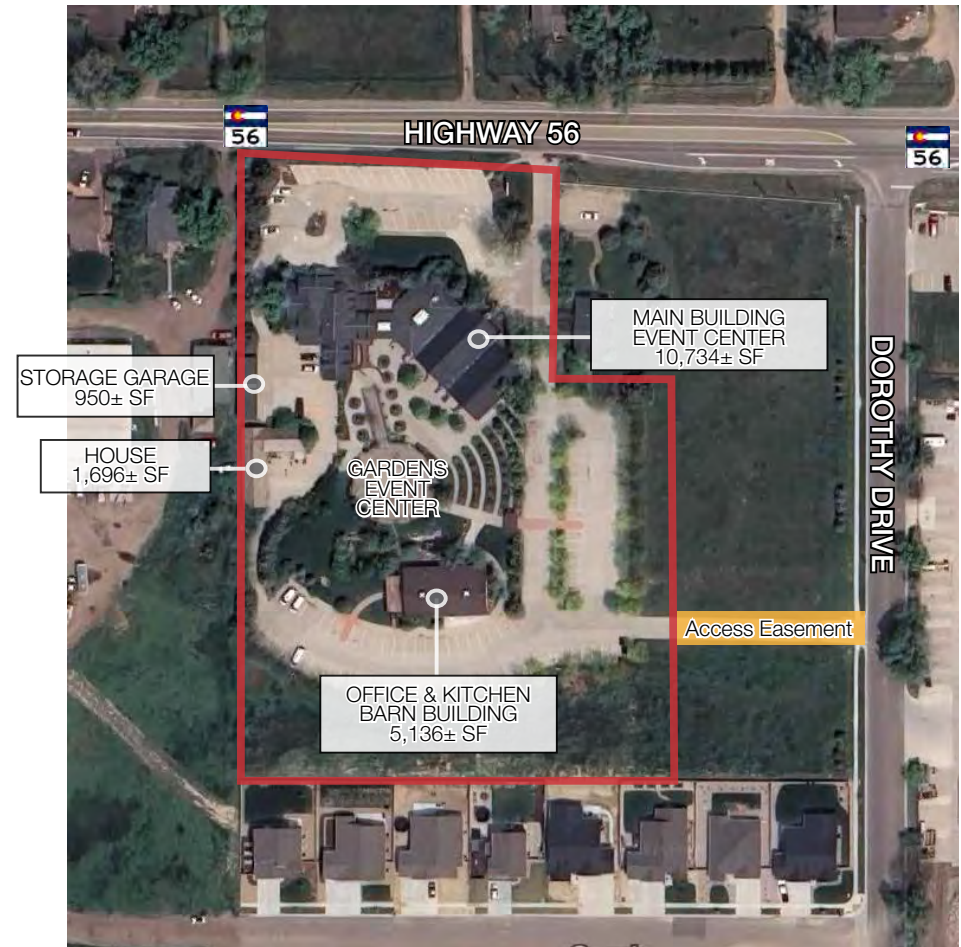 HIGHWAY 56
56
56
MAIN BUILDING
EVENT CENTER
10,734± SF
STORAGE GARAGE
950± SF
HOUSE
1,696± SF
GARDENS
EVENT
CENTER
DOROTHY DRIVE
Access Easement
OFFICE & KITCHEN
BARN BUILDING
5,136± SF